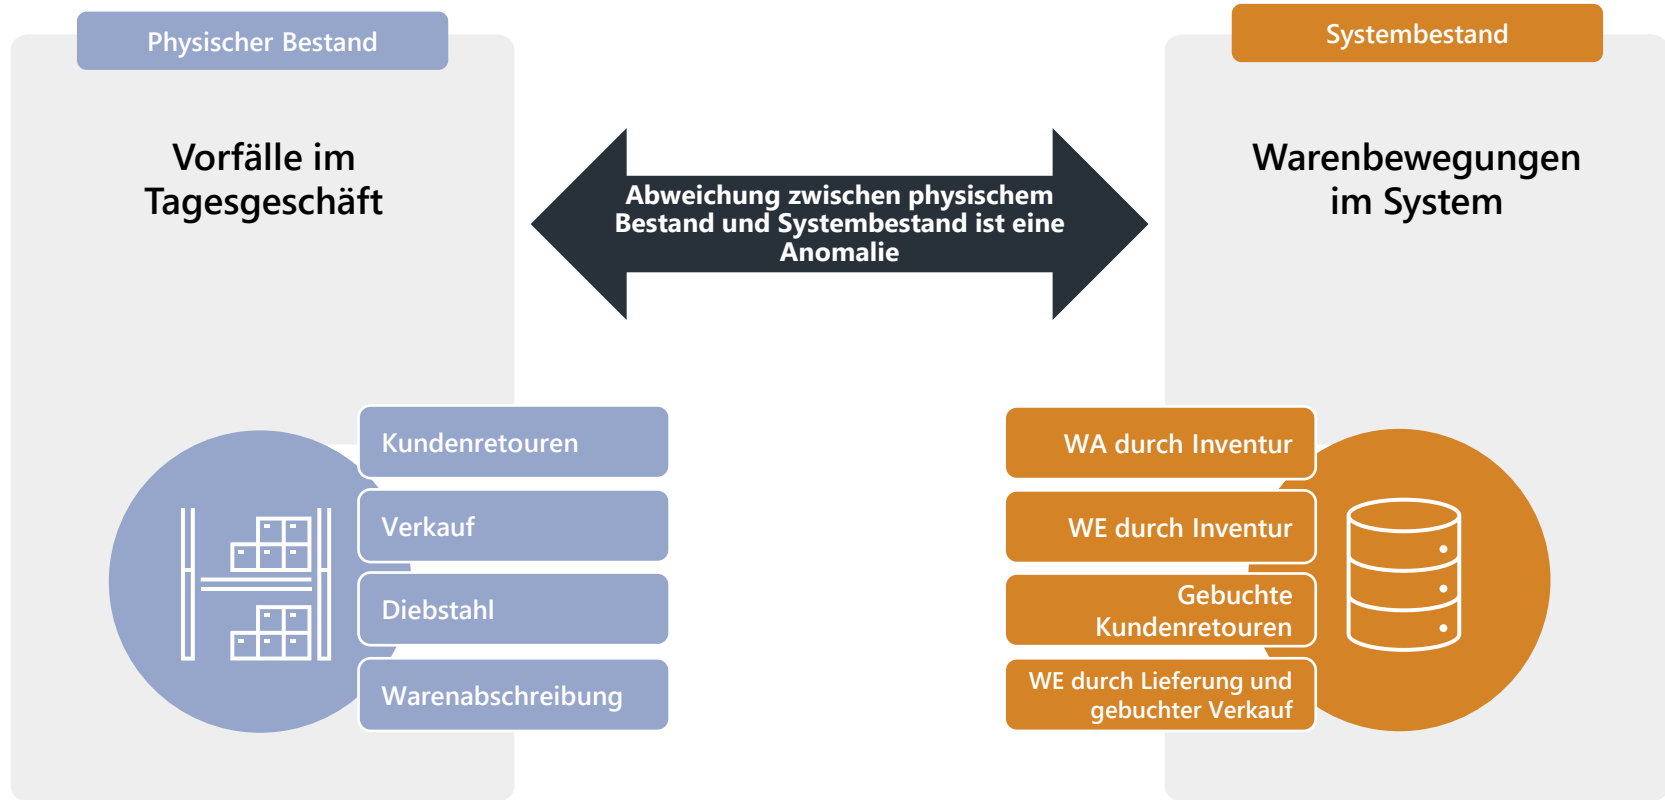 Physischer Bestand
Vorfälle im
Tagesgeschäft
Kundenretouren
Verkauf
Diebstahl
Warenabschreibung
Abweichung zwischen physischem
Bestand und Systembestand ist eine
Anomalie
Systembestand
Warenbewegungen
im System
WA durch Inventur
WE durch Inventur
Gebuchte
Kundenretouren
WE durch Lieferung und
gebuchter Verkauf